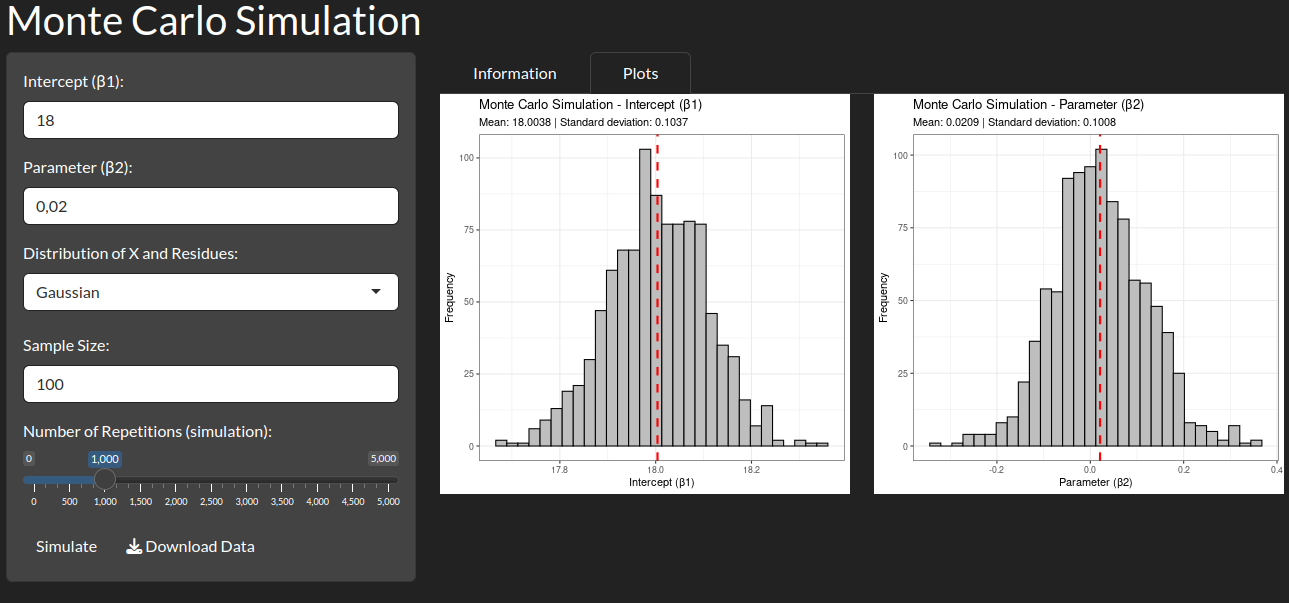 Monte Carlo Simulation
Intercept (β1):
18
Parameter (β2):
0,02
Distribution of X and Residues:
Gaussian
Sample Size:
100
Number of Repetitions (simulation):
0 1,000 5,000
0 500 1,000 1,500 2,000 2,500 3,000 3,500 4,000 4,500 5,000
Simulate Download Data
Information Plots
Monte Carlo Simulation - Intercept (β1)
Mean: 18.0038 | Standard deviation: 0.1037
100
75
50
25
0
Frequency
17.8 18.0 18.2
Intercept (β1)
Monte Carlo Simulation - Parameter (β2)
Mean: 0.0209 | Standard deviation: 0.1008
100
75
50
25
0
Frequency
-0.2 0.0 0.2 0.4
Parameter (β2)